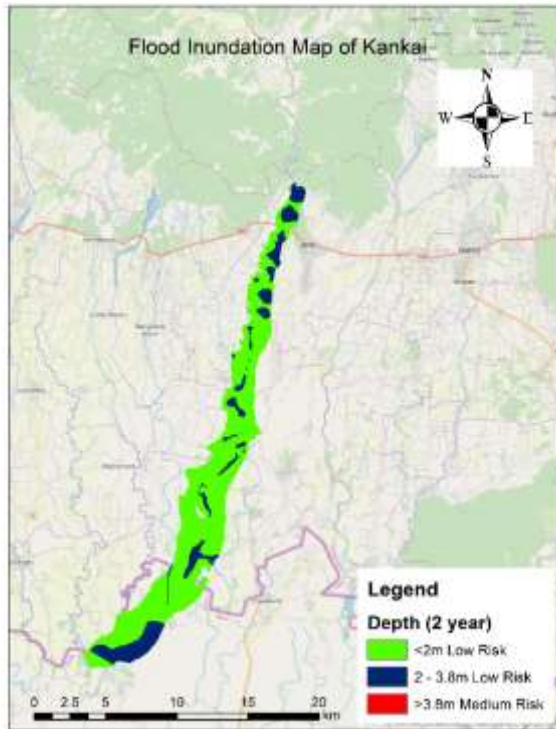 Flood Inundation Map of Kankai
N
W E
S
Legend
Depth (2 year)
<2m Low Risk
2 - 3.8m Low Risk
>3.8m Medium Risk
0 2.5 5 10 15 20
km